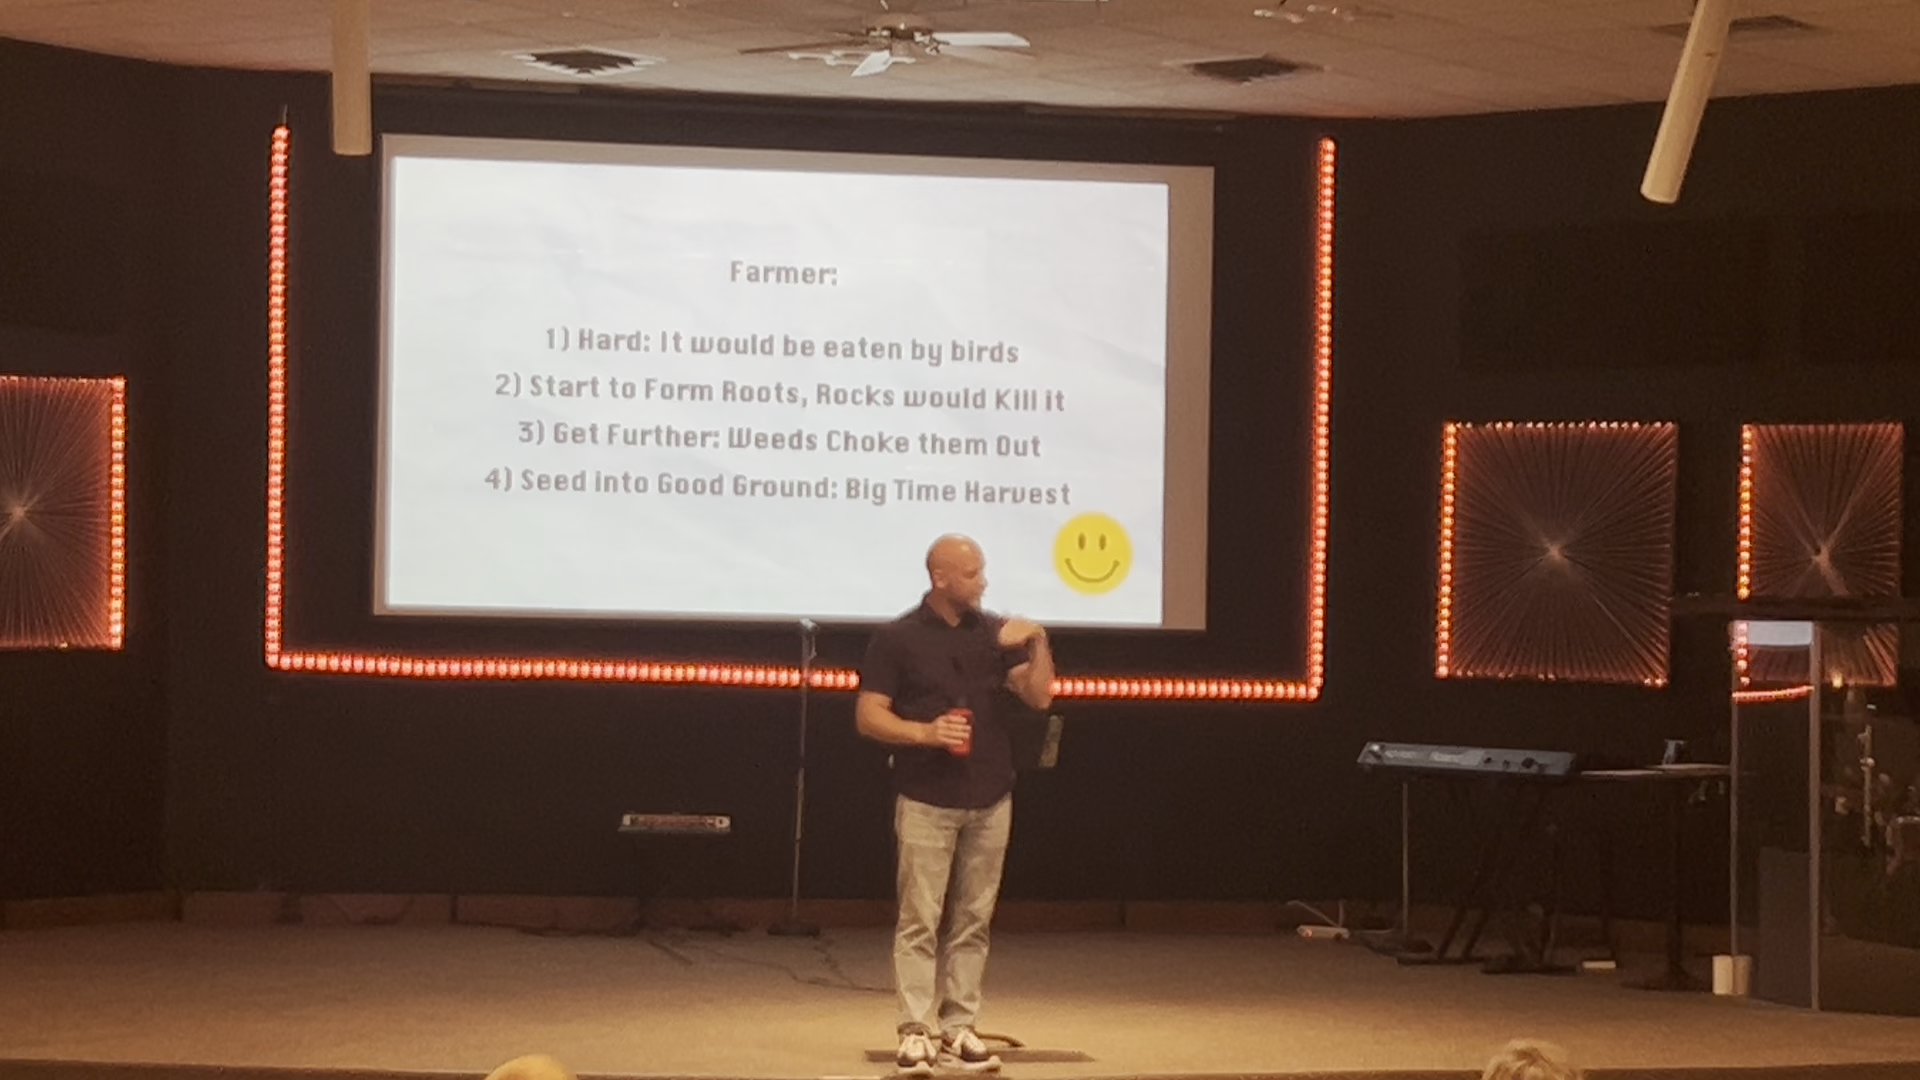 Farmer:
1) Hard: It would be eaten by birds
2) Start to Form Roots, Rocks would Kill it
3) Get Further: Weeds Choke them Out
4) Seed into Good Ground: Big Time Harvest